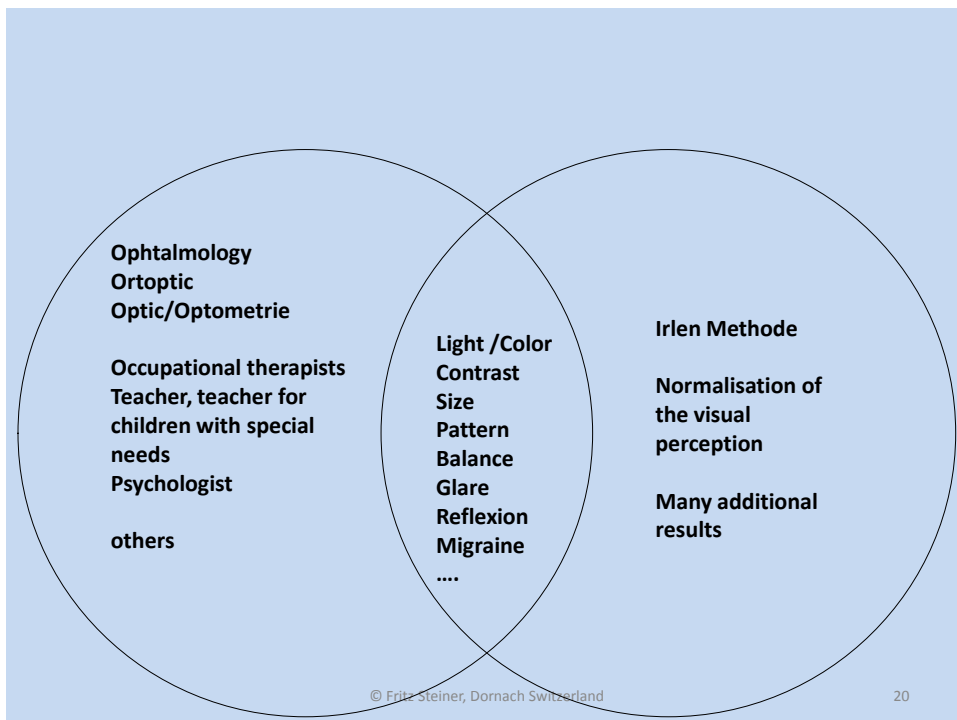 Ophtalmology
Ortoptic
Optic/Optometrie
Occupational therapists
Teacher, teacher for
children with special
needs
Psychologist
others
Light /Color
Contrast
Size
Pattern
Balance
Glare
Reflexion
Migraine
....
Irlen Methode
Normalisation of
the visual
perception
Many additional
results
© Fritz Steiner, Dornach Switzerland
20